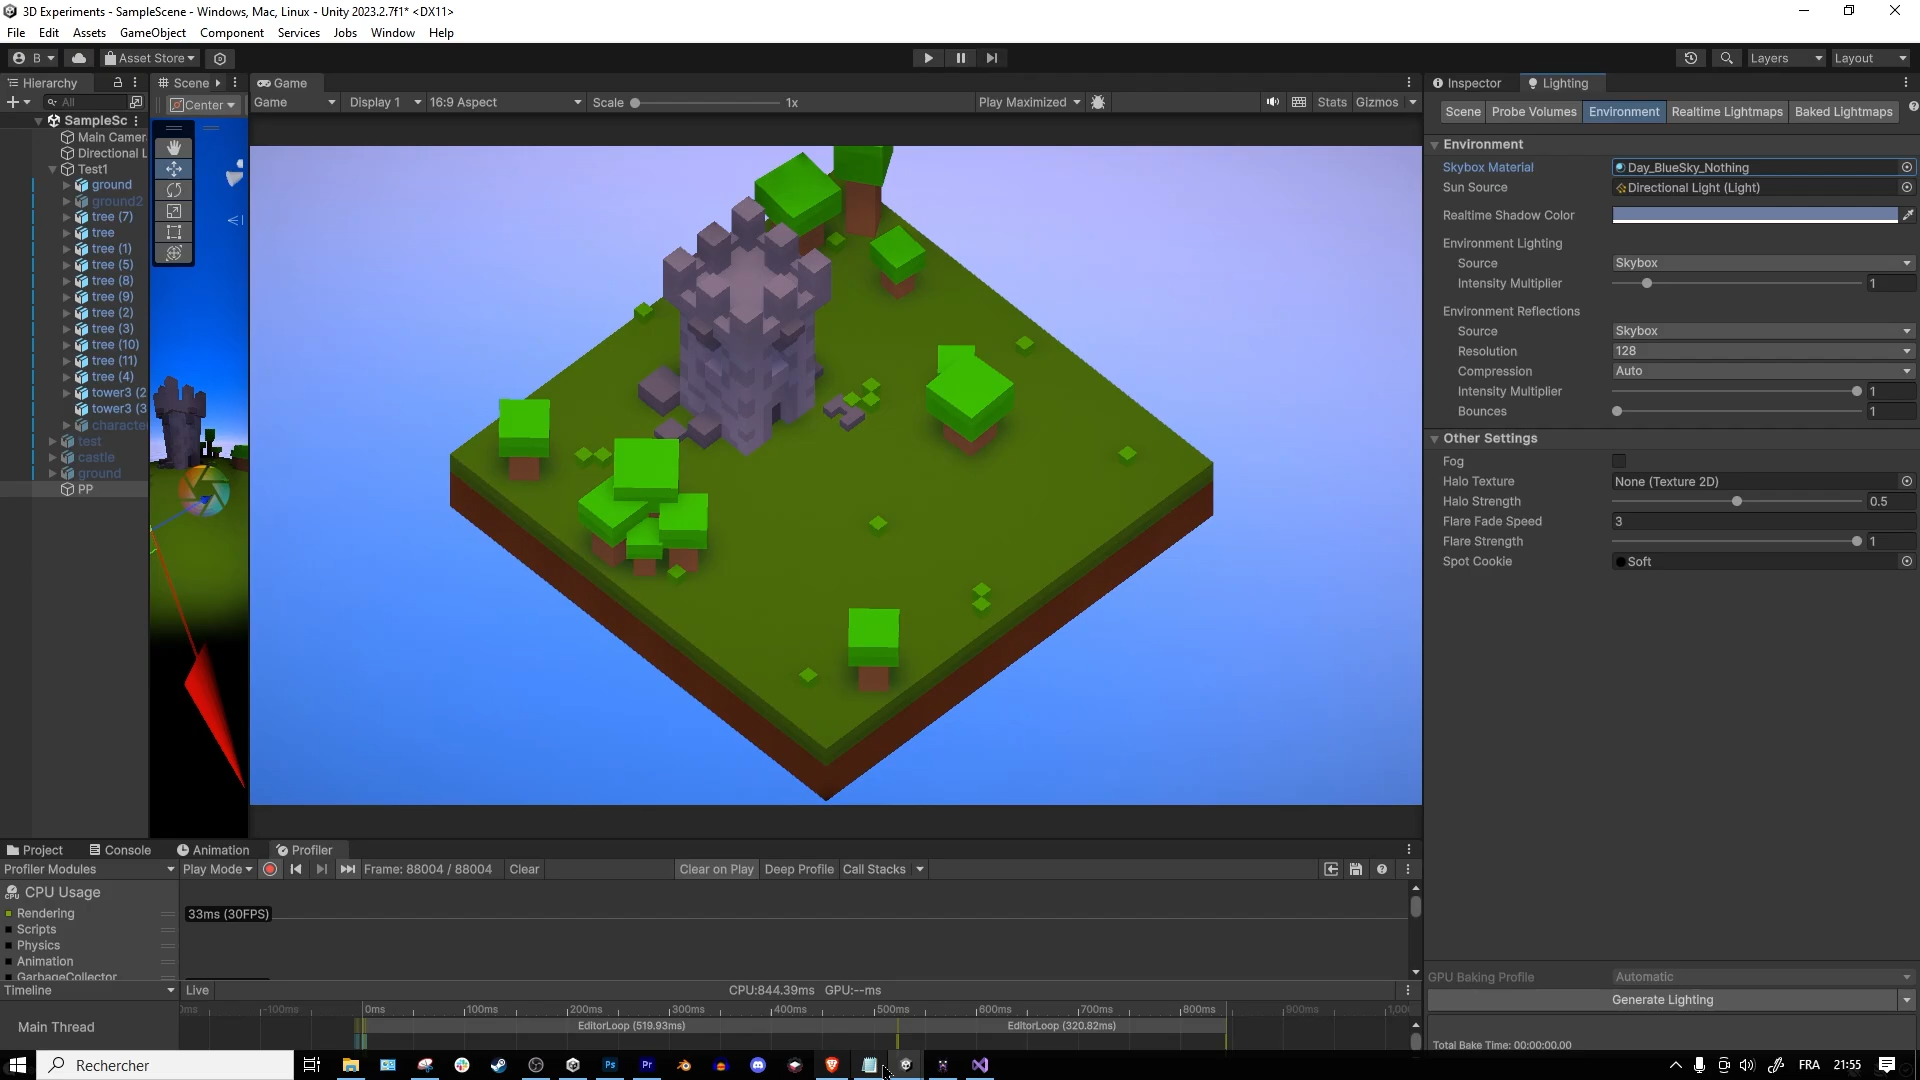 3D Experiments - SampleScene - Windows, Mac, Linux - Unity 2023.2.7f1* <DX11>
File Edit Assets GameObject Component Services Jobs Window Help
B Asset Store Layers Layout
Hierarchy Scene Game Inspector Lighting
All Center Game Display 1 16:9 Aspect Scale 1x Play Maximized Stats Gizmos
Scene Probe Volumes Environment Realtime Lightmaps Baked Lightmaps
SampleSc
Main Camer
Directional L
Test1
ground
ground2
tree (7)
tree
tree (1)
tree (5)
tree (8)
tree (9)
tree (2)
tree (3)
tree (10)
tree (11)
tree (4)
tower3 (2
tower3 (3
characte
test
castle
ground
PP
Environment
Skybox Material Day_BlueSky_Nothing
Sun Source Directional Light (Light)
Realtime Shadow Color
Environment Lighting
Source Skybox
Intensity Multiplier 1
Environment Reflections
Source Skybox
Resolution 128
Compression Auto
Intensity Multiplier 1
Bounces 1
Other Settings
Fog
Halo Texture None (Texture 2D)
Halo Strength 0.5
Flare Fade Speed 3
Flare Strength 1
Spot Cookie Soft
Project Console Animation Profiler
Profiler Modules Play Mode Frame: 88004 / 88004 Clear Clear on Play Deep Profile Call Stacks
CPU Usage
Rendering
Scripts
Physics
Animation
GarbageCollector
33ms (30FPS)
Timeline Live CPU:844.39ms GPU:--ms
-100ms 0ms 100ms 200ms 300ms 400ms 500ms 600ms 700ms 800ms 900ms
Main Thread EditorLoop (519.93ms) EditorLoop (320.82ms)
GPU Baking Profile Automatic
Generate Lighting
Total Bake Time: 00:00:00.00
Rechercher Ps Pr FRA 21:55